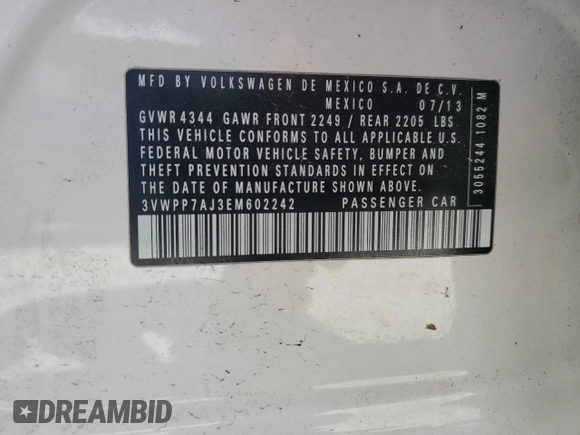 MFD BY VOLKSWAGEN DE MEXICO S.A. DE C.V.
MEXICO 07/13
GVWR 4344 GAWR FRONT 2249 / REAR 2205 LBS
THIS VEHICLE CONFORMS TO ALL APPLICABLE U.S.
FEDERAL MOTOR VEHICLE SAFETY, BUMPER AND
THEFT PREVENTION STANDARDS IN EFFECT ON
THE DATE OF MANUFACTURE SHOWN ABOVE.
3VWPP7AJ3EM602242 PASSENGER CAR
3055244 1082 M
DREAMBID